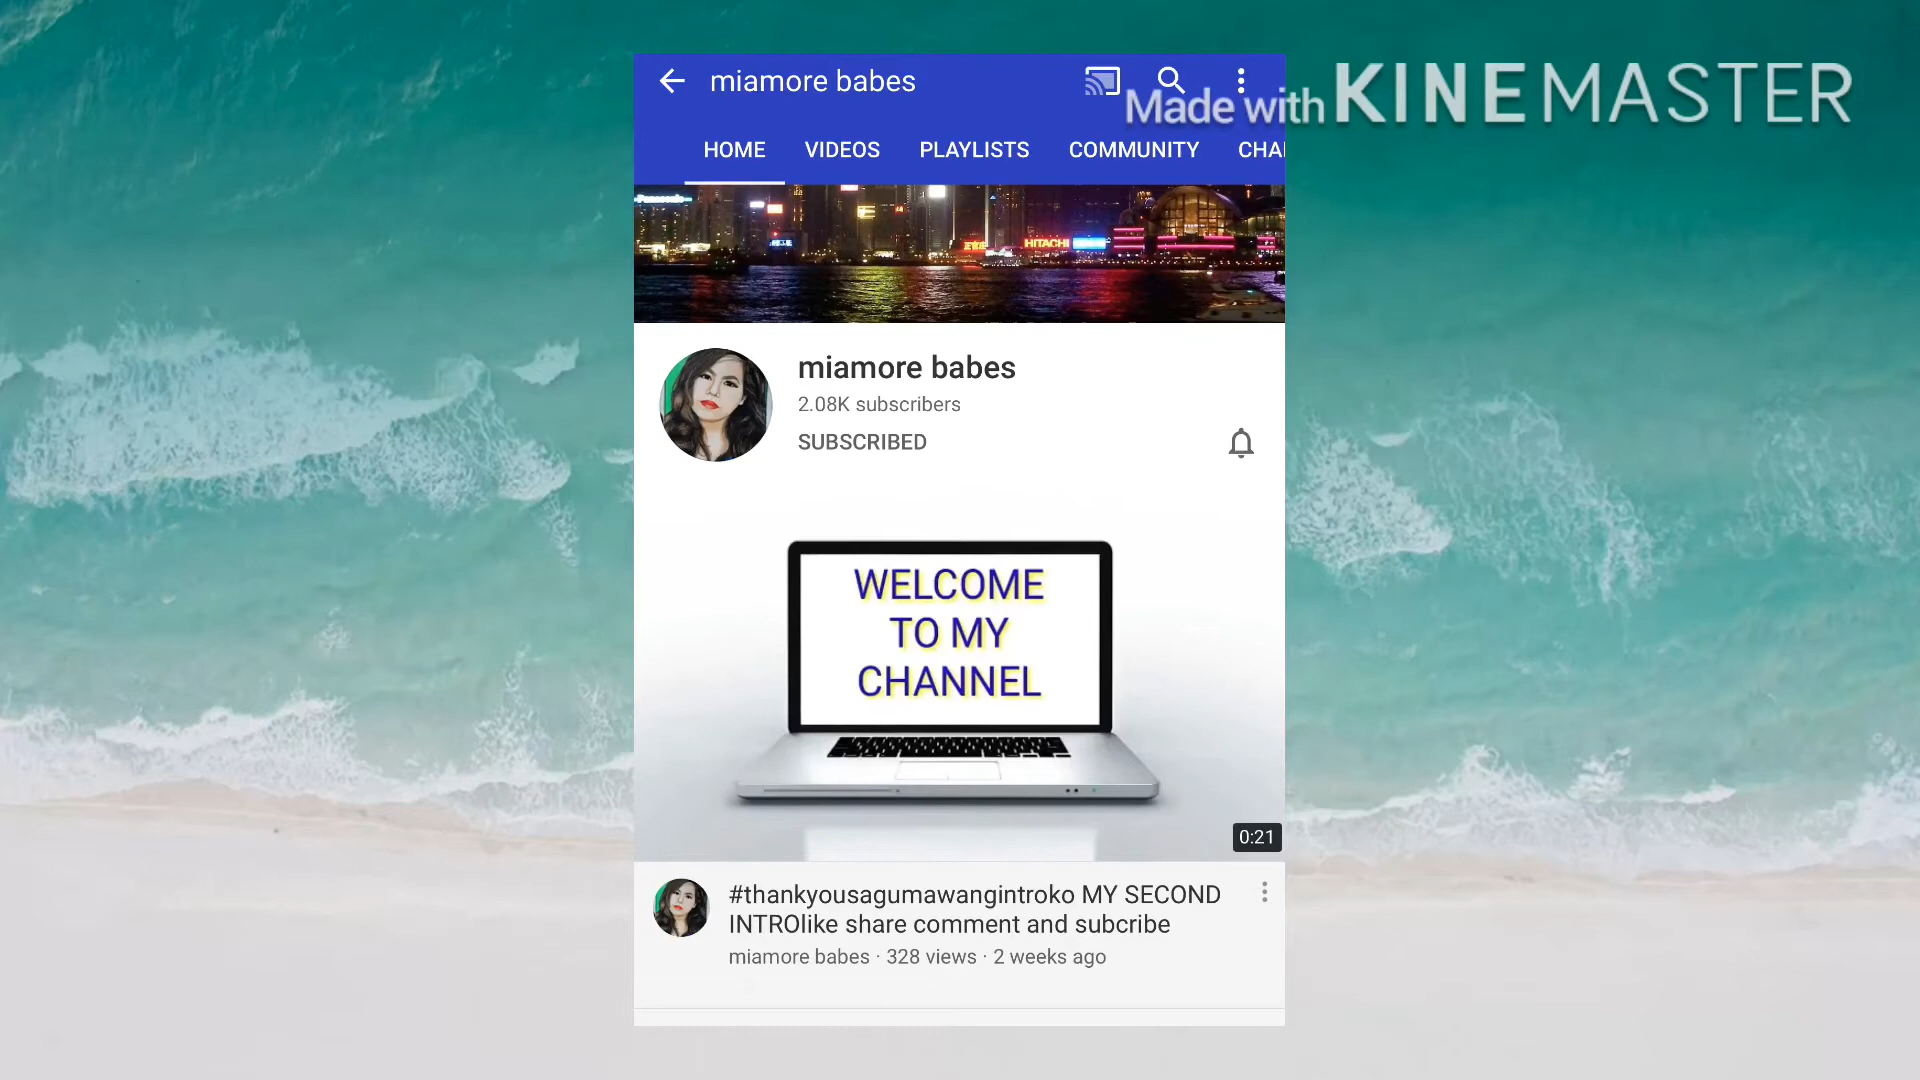 miamore babes
Made with KINEMASTER
HOME VIDEOS PLAYLISTS COMMUNITY CHA
Panasonic
HITACHI
miamore babes
2.08K subscribers
SUBSCRIBED
WELCOME
TO MY
CHANNEL
0:21
#thankyousagumawangintroko MY SECOND
INTROlike share comment and subcribe
miamore babes · 328 views · 2 weeks ago